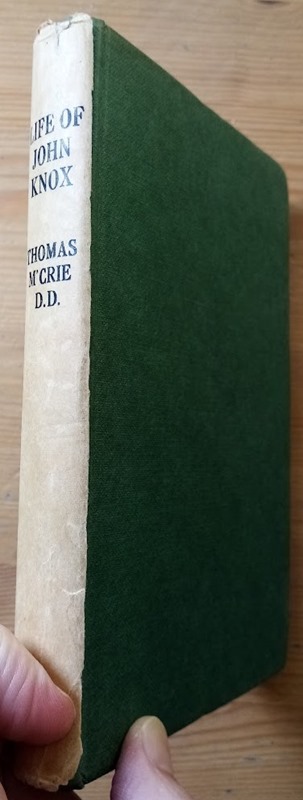 LIFE OF
JOHN
KNOX
THOMAS
M'CRIE
D.D.